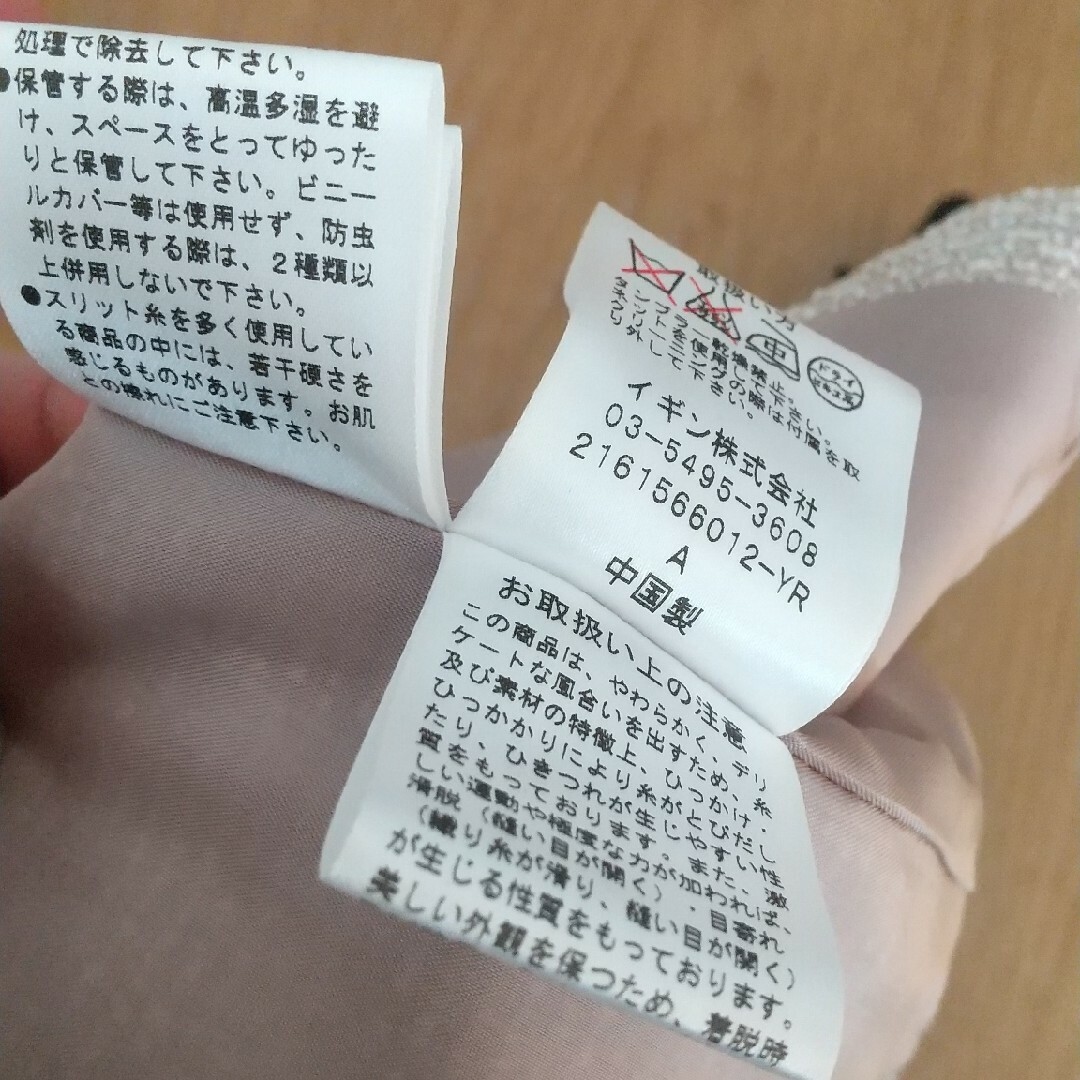 処理で除去して下さい。
●保管する際は、高温多湿を避
け、スペースをとってゆった
りと保管して下さい。ビニー
ルカバー等は使用せず、防虫
剤を使用する際は、2種類以
上併用しないで下さい。
●スリット糸を多く使用してい
る商品の中には、若干硬さを
感じるものがあります。お肌
との擦れにご注意下さい。
取扱い方
中
ドライ
イギン株式会社
03-5495-3608
2161566012-YR
A
中国製
お取扱い上の注意
この商品は、やわらかく、デリ
ケートな風合いを出すため、糸
及び素材の特徴上、ひっかけ・
ひっかかりにより糸がとびだし
たり、ひきつれが生じやすい性
質をもっております。また、激
しい運動や極度な力が加われば、
滑脱(縫い目が開く)・目寄れ
(織り糸が滑り、縫い目が開く)
が生じる性質をもっております。
美しい外観を保つため、着脱時